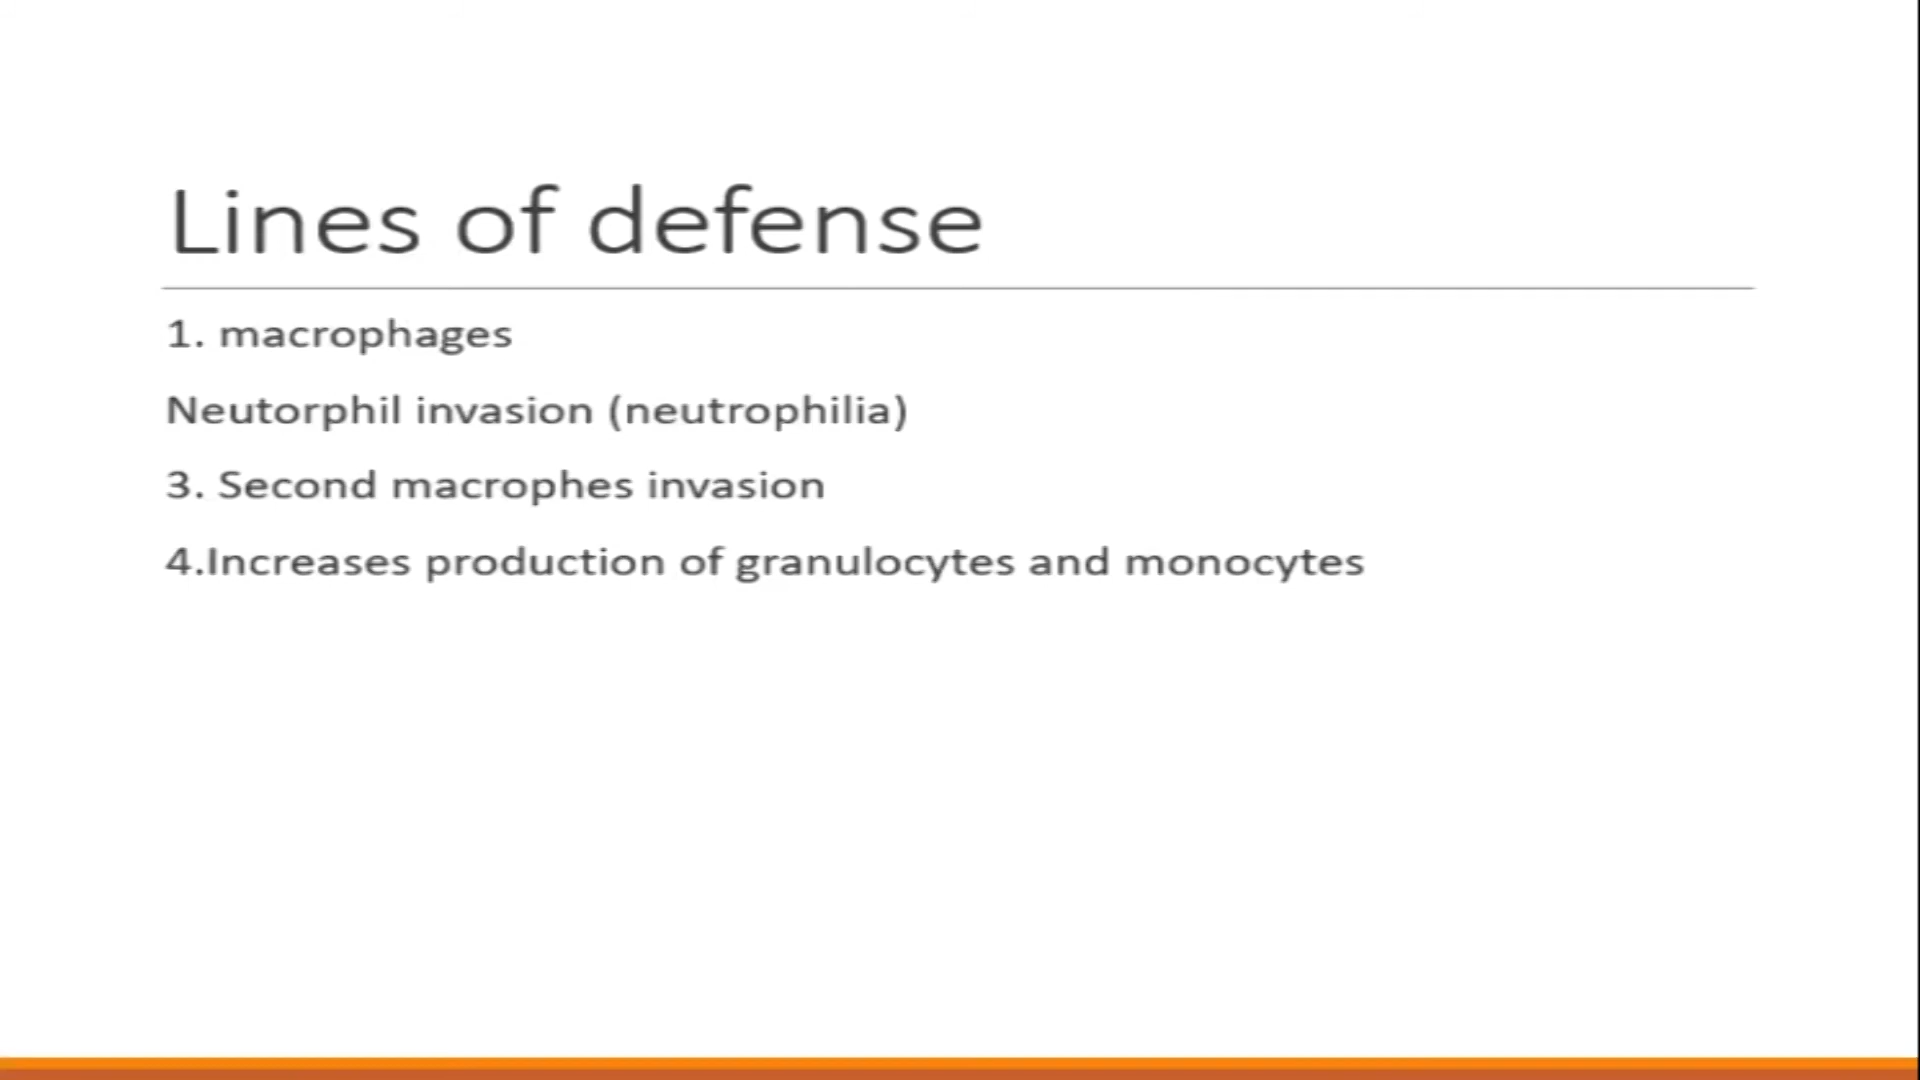 Lines of defense
1. macrophages
Neutorphil invasion (neutrophilia)
3. Second macrophes invasion
4.Increases production of granulocytes and monocytes